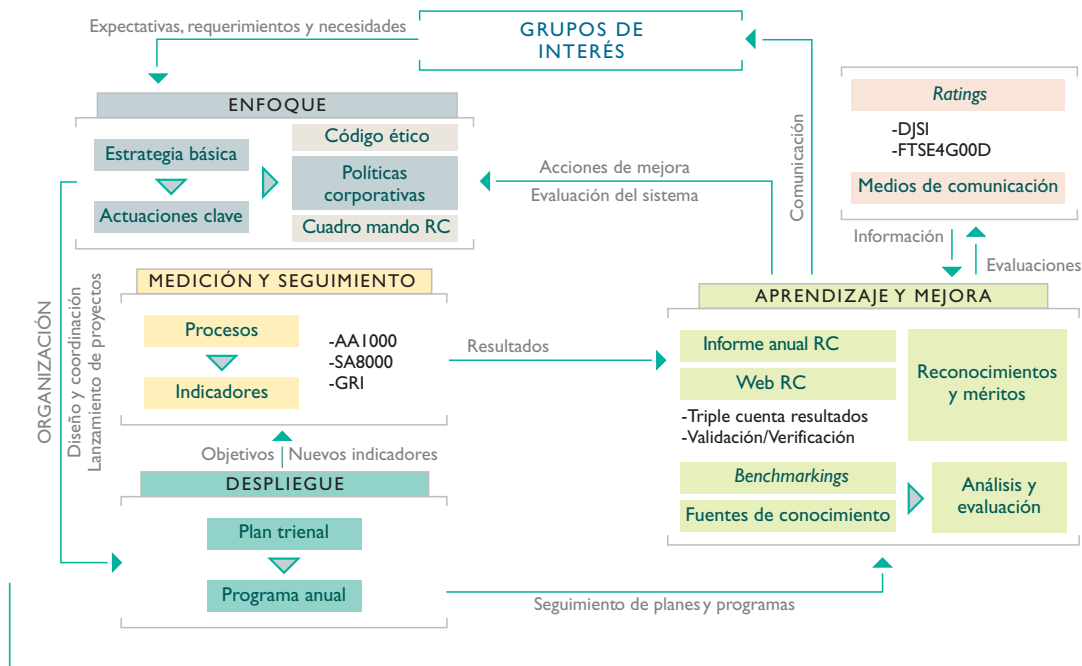 Expectativas, requerimientos y necesidades
GRUPOS DE
INTERÉS
ENFOQUE
Estrategia básica
Actuaciones clave
Código ético
Políticas
corporativas
Cuadro mando RC
Acciones de mejora
Evaluación del sistema
Comunicación
Ratings
-DJSI
-FTSE4G00D
Medios de comunicación
Información
Evaluaciones
ORGANIZACIÓN
Diseño y coordinación
Lanzamiento de proyectos
MEDICIÓN Y SEGUIMIENTO
Procesos
Indicadores
-AA1000
-SA8000
-GRI
Resultados
APRENDIZAJE Y MEJORA
Informe anual RC
Web RC
-Triple cuenta resultados
-Validación/Verificación
Reconocimientos
y méritos
Benchmarkings
Fuentes de conocimiento
Análisis y
evaluación
Objetivos
Nuevos indicadores
DESPLIEGUE
Plan trienal
Programa anual
Seguimiento de planes y programas